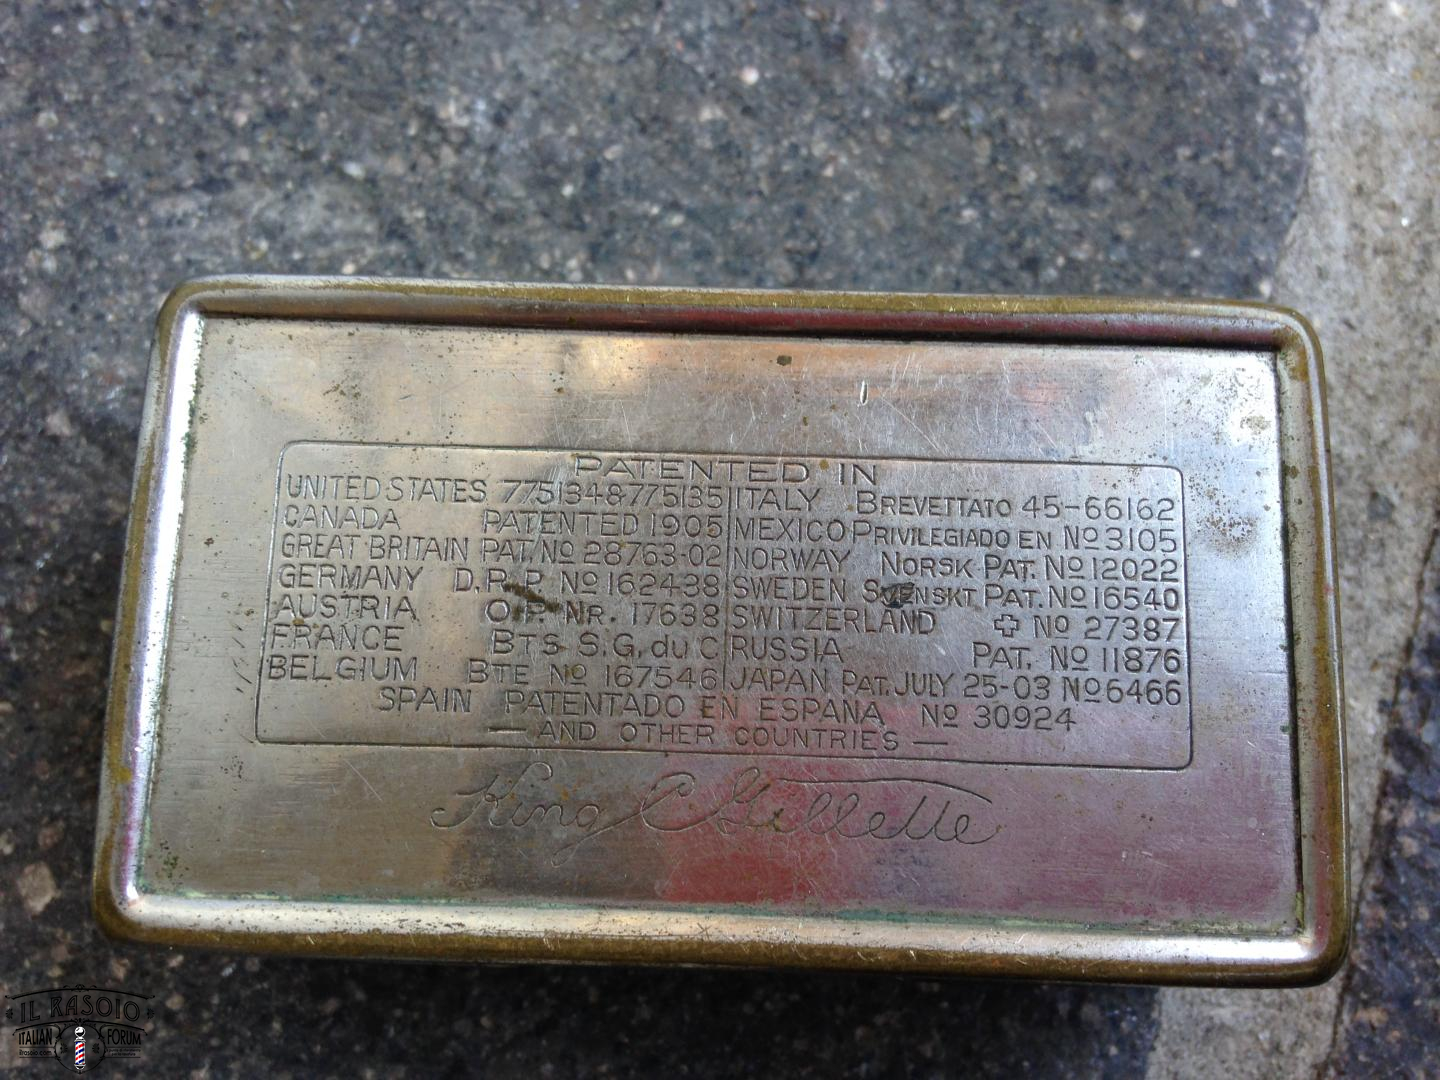 PATENTED IN
UNITED STATES 775134&775135
CANADA PATENTED 1905
GREAT BRITAIN PAT. No 28763-02
GERMANY D.R.P. No 162438
AUSTRIA O.P. Nr. 17638
FRANCE BTS S.G. du C
BELGIUM BTE No 167546
ITALY BREVETTATO 45-66162
MEXICO PRIVILEGIADO EN No 3105
NORWAY NORSK PAT. No 12022
SWEDEN SVENSKT PAT. No 16540
SWITZERLAND ✚ No 27387
RUSSIA PAT. No 11876
JAPAN PAT. JULY 25-03 No 6466
SPAIN PATENTADO EN ESPAÑA No 30924
— AND OTHER COUNTRIES —
King C Gillette
IL RASOIO
ITALIAN FORUM